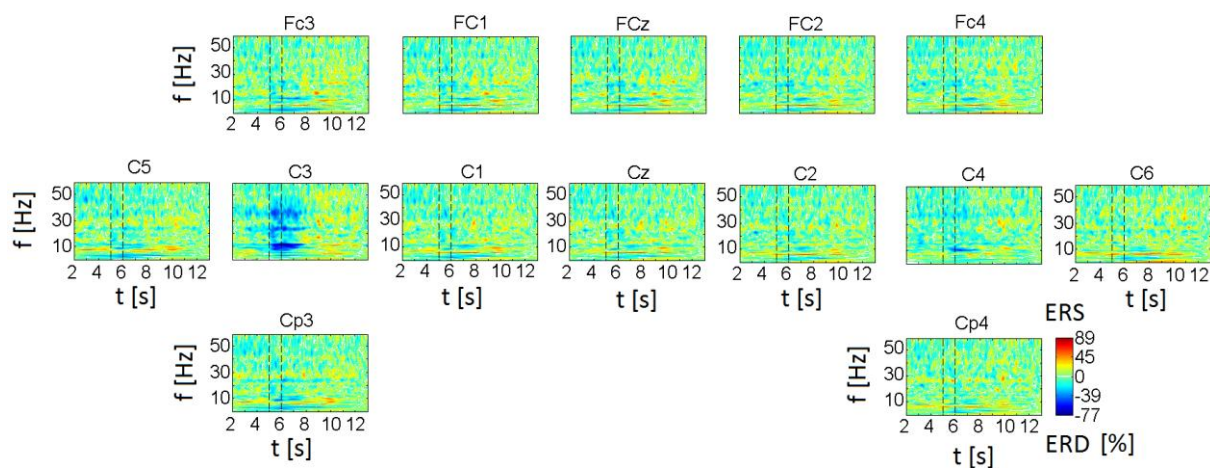 Fc3 FC1 FCz FC2 Fc4
f [Hz]
50
30
10
2 4 6 8 10 12
C5 C3 C1 Cz C2 C4 C6
f [Hz]
50 50 50 50 50 50
30 30 30 30 30 30
10 10 10 10 10 10
2 4 6 8 10 12 2 4 6 8 10 12 2 4 6 8 10 12 2 4 6 8 10 12 2 4 6 8 10 12
t [s] t [s] t [s] t [s] t [s]
Cp3 Cp4 ERS
f [Hz] f [Hz]
50 50 89
30 30 45
10 10 0
-39
-77
2 4 6 8 10 12 2 4 6 8 10 12
t [s] t [s] ERD [%]